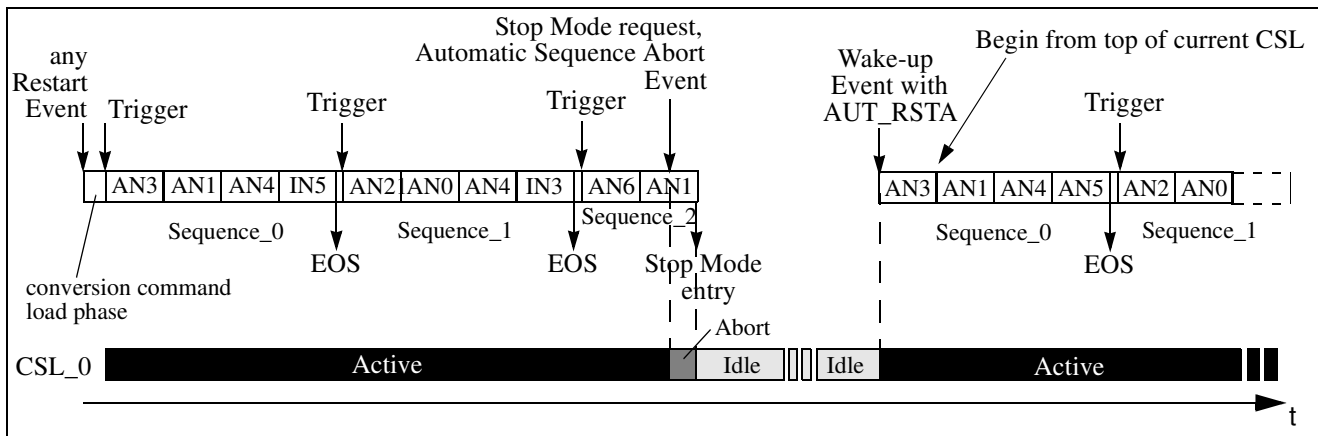 Stop Mode request,
Automatic Sequence Abort
Event
any
Restart
Event
Trigger
Trigger
Trigger
Wake-up
Event with
AUT_RSTA
Begin from top of current CSL
Trigger
AN3 AN1 AN4 IN5 AN21 AN0 AN4 IN3 AN6 AN1
AN3 AN1 AN4 AN5 AN2 AN0
Sequence_0
Sequence_1
Sequence_2
Sequence_0
Sequence_1
EOS
EOS
Stop Mode
entry
EOS
conversion command
load phase
Abort
CSL_0
Active
Idle
Idle
Active
t